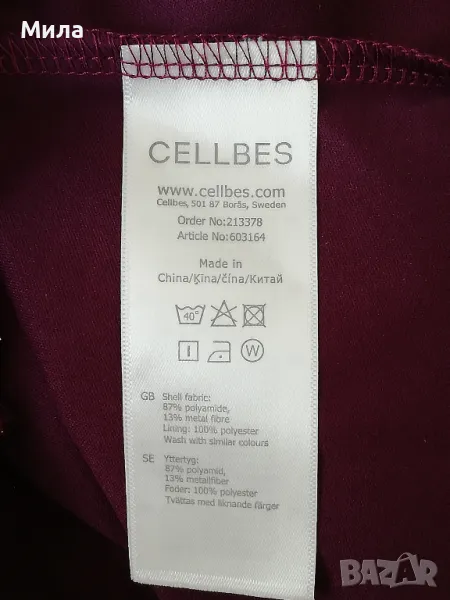 Мила
CELLBES
www.cellbes.com
Cellbes, 501 87 Borås, Sweden
Order No:213378
Article No:603164
Made in
China/Ķīna/čína/Китай
40°
W
GB Shell fabric:
87% polyamide,
13% metal fibre
Lining: 100% polyester
Wash with similar colours
SE Yttertyg:
87% polyamid,
13% metallfiber
Foder: 100% polyester
Tvättas med liknande färger
BAZAR